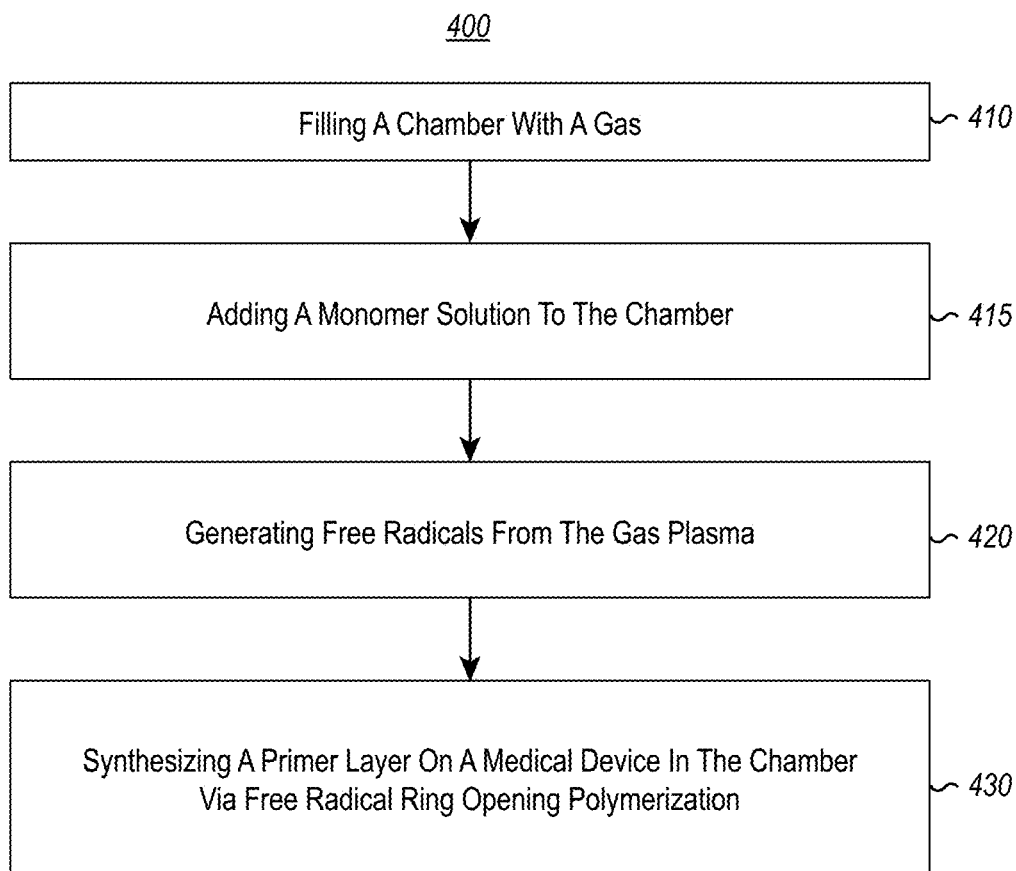 400
Filling A Chamber With A Gas
410
Adding A Monomer Solution To The Chamber
415
Generating Free Radicals From The Gas Plasma
420
Synthesizing A Primer Layer On A Medical Device In The Chamber
Via Free Radical Ring Opening Polymerization
430